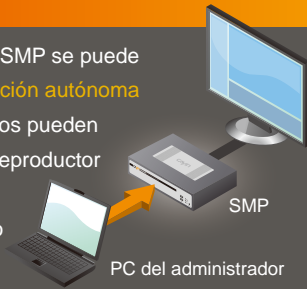 SMP se puede
ción autónoma
os pueden
eproductor
o
SMP
PC del administrador